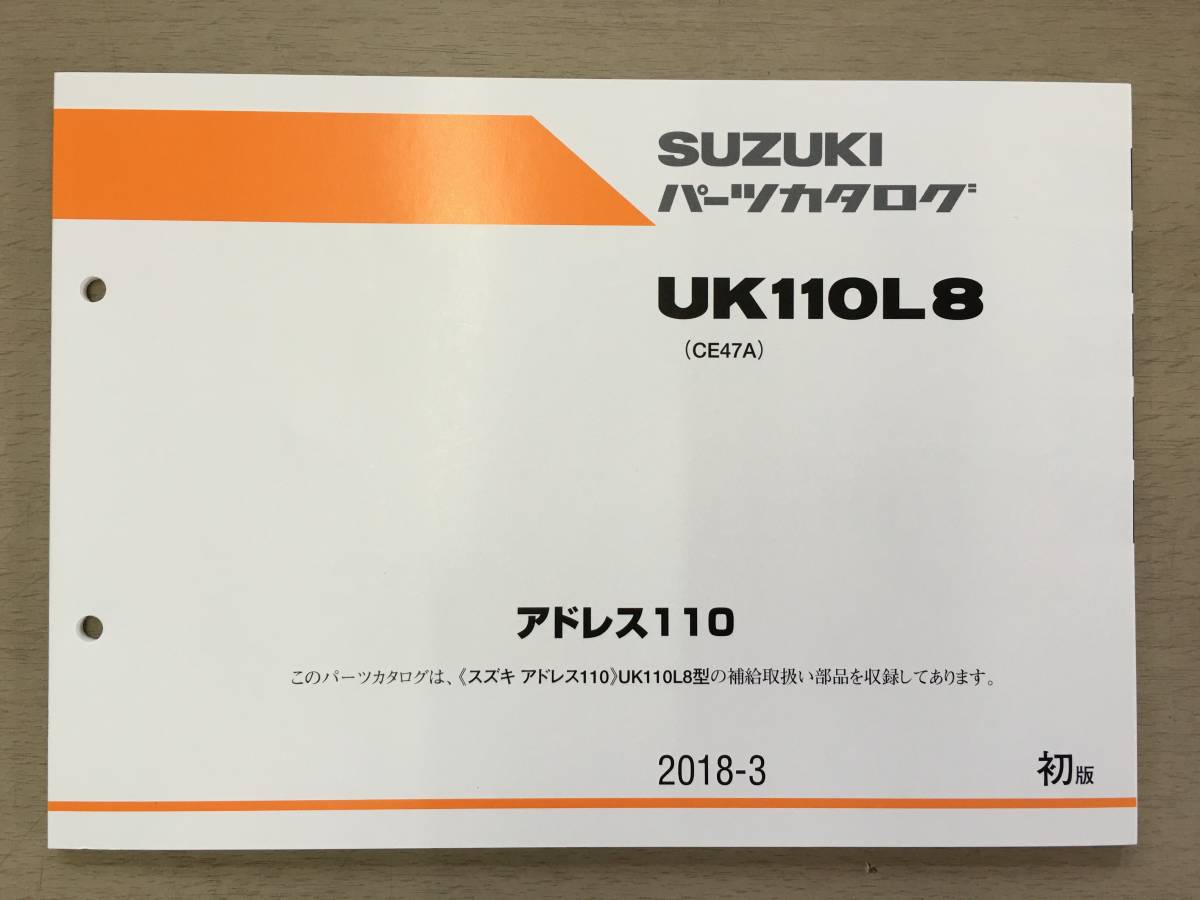 SUZUKI
パーツカタログ
UK110L8
（CE47A）
アドレス110
このパーツカタログは、《スズキ アドレス110》UK110L8型の補給取扱い部品を収録してあります。
2018-3
初版